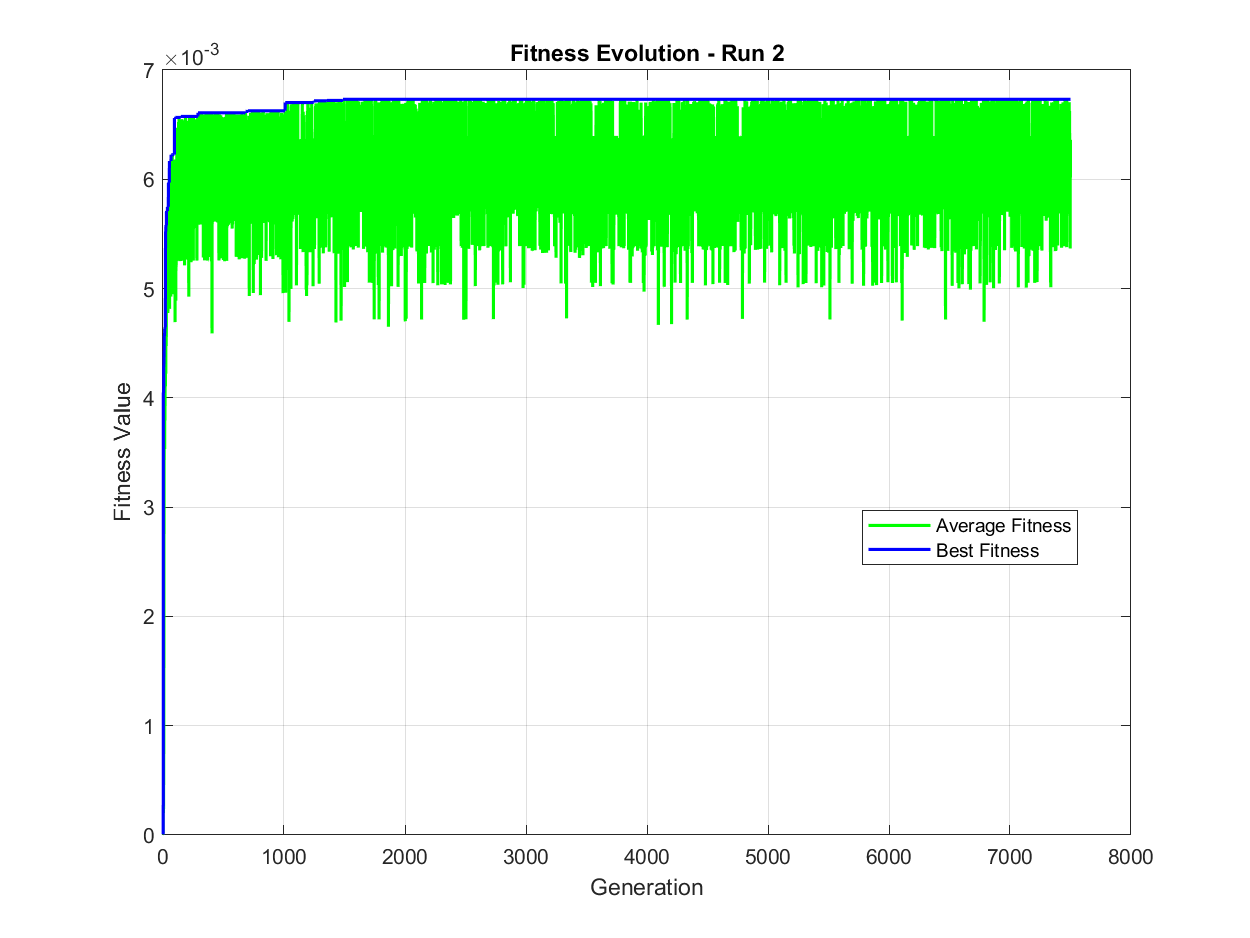 Fitness Evolution - Run 2
×10⁻³
7
6
5
4
3
2
1
0
Fitness Value
Average Fitness
Best Fitness
0 1000 2000 3000 4000 5000 6000 7000 8000
Generation